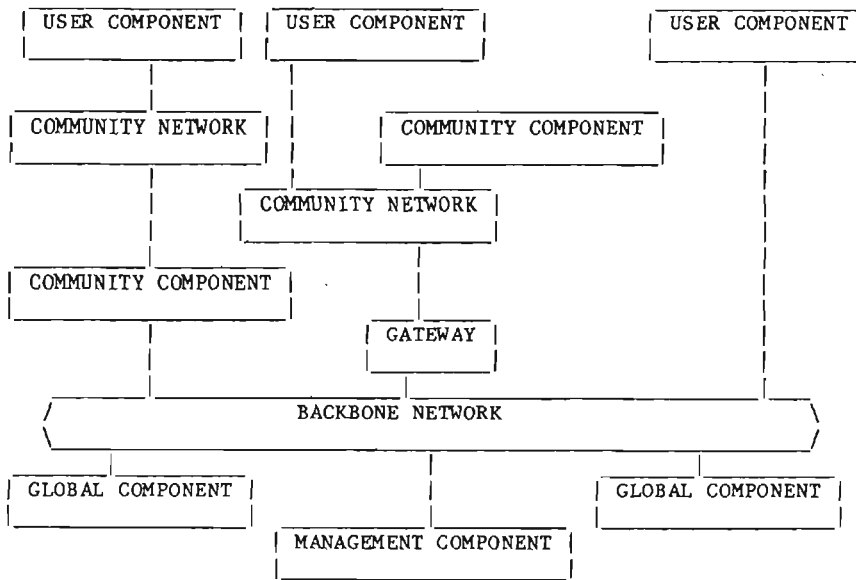 USER COMPONENT
USER COMPONENT
USER COMPONENT
COMMUNITY NETWORK
COMMUNITY COMPONENT
COMMUNITY NETWORK
COMMUNITY COMPONENT
GATEWAY
BACKBONE NETWORK
GLOBAL COMPONENT
GLOBAL COMPONENT
MANAGEMENT COMPONENT